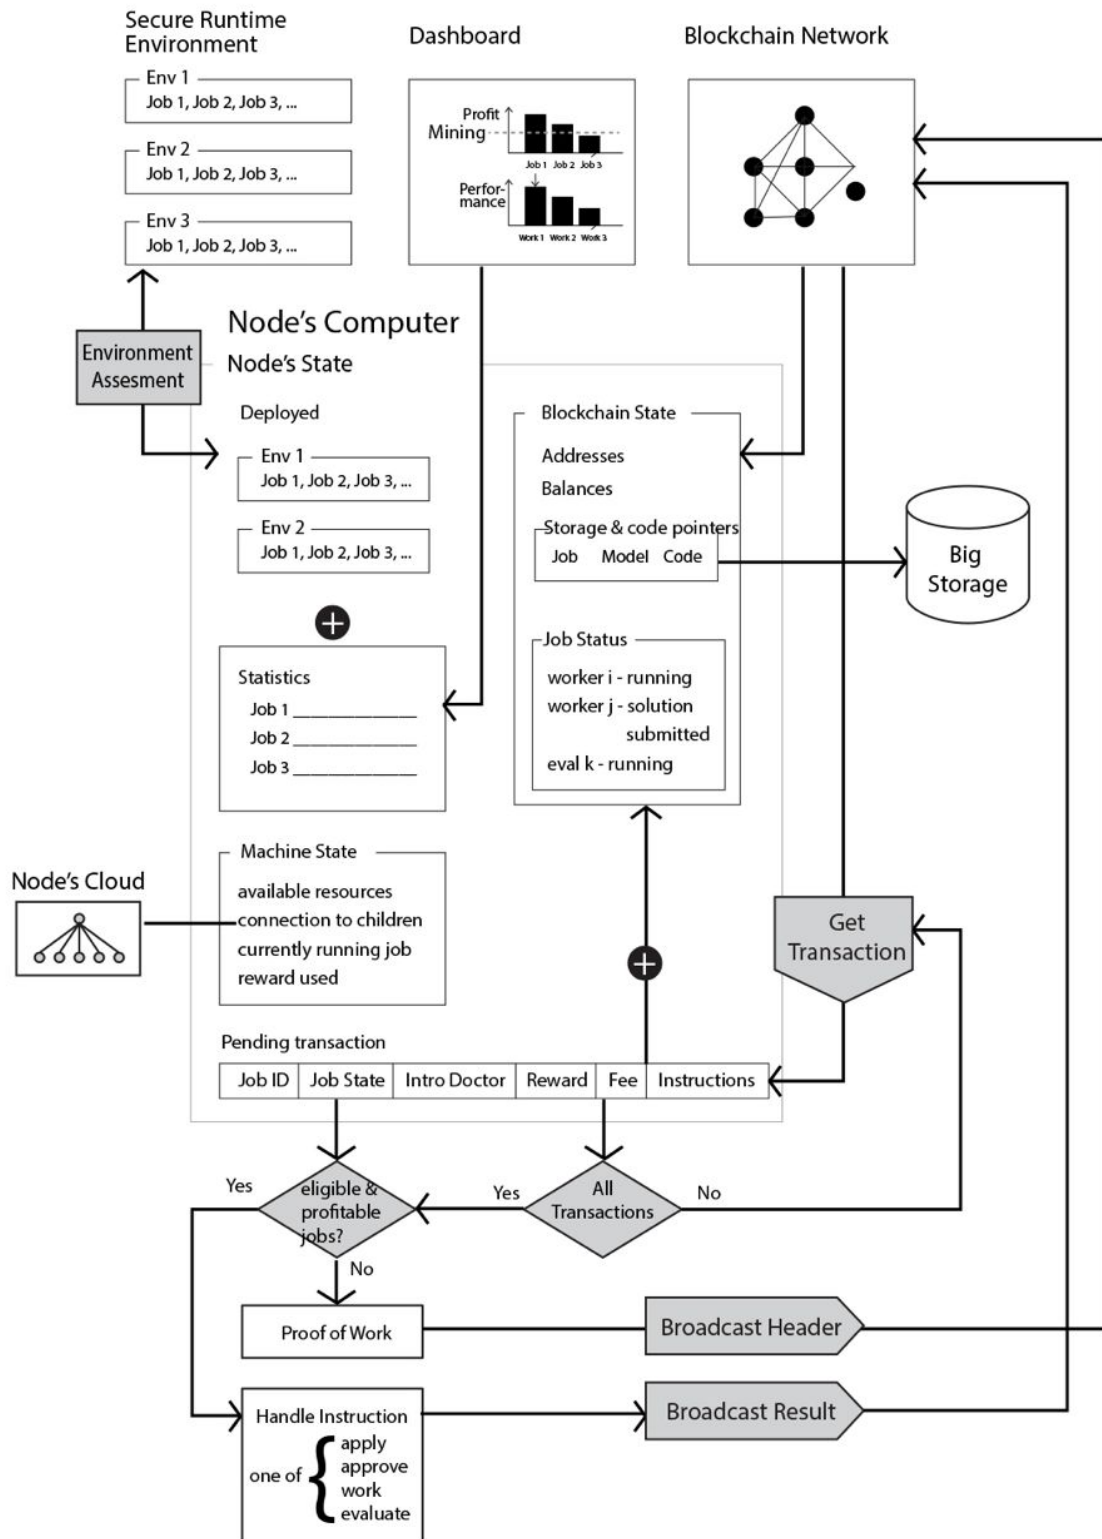 Secure Runtime
Environment
Env 1
Job 1, Job 2, Job 3, ...
Env 2
Job 1, Job 2, Job 3, ...
Env 3
Job 1, Job 2, Job 3, ...
Dashboard
Profit
Mining
Job 1 Job 2 Job 3
Perfor-
mance
Work 1 Work 2 Work 3
Blockchain Network
Environment
Assesment
Node's Computer
Node's State
Deployed
Env 1
Job 1, Job 2, Job 3, ...
Env 2
Job 1, Job 2, Job 3, ...
+
Statistics
Job 1 _______________
Job 2 _______________
Job 3 _______________
Blockchain State
Addresses
Balances
Storage & code pointers
Job Model Code
Job Status
worker i - running
worker j - solution
submitted
eval k - running
Big
Storage
Node's Cloud
Machine State
available resources
connection to children
currently running job
reward used
+
Get
Transaction
Pending transaction
Job ID Job State Intro Doctor Reward Fee Instructions
Yes
eligible &
profitable
jobs?
Yes
All
Transactions
No
No
Proof of Work
Broadcast Header
Handle Instruction
one of {
apply
approve
work
evaluate
Broadcast Result